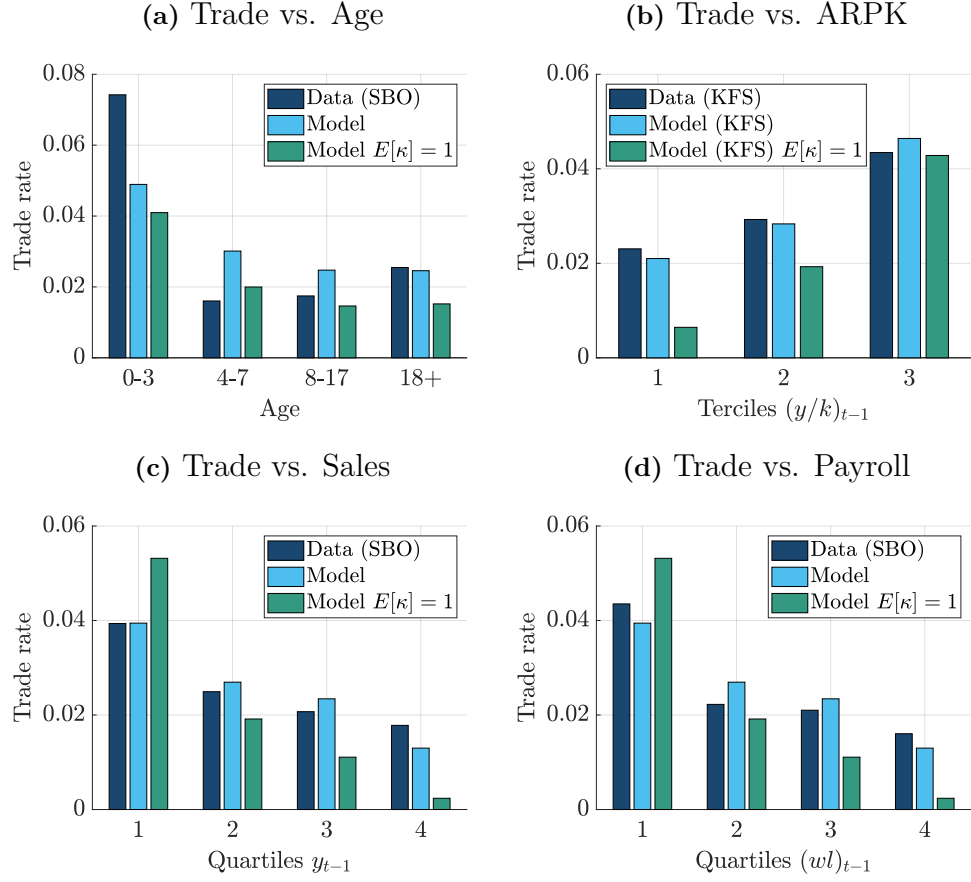 (a) Trade vs. Age
0.08
0.06
0.04
0.02
0
Trade rate
Data (SBO)
Model
Model E[κ] = 1
0-3 4-7 8-17 18+
Age
(b) Trade vs. ARPK
0.06
0.04
0.02
0
Trade rate
Data (KFS)
Model (KFS)
Model (KFS) E[κ] = 1
1 2 3
Terciles (y/k)t−1
(c) Trade vs. Sales
0.06
0.04
0.02
0
Trade rate
Data (SBO)
Model
Model E[κ] = 1
1 2 3 4
Quartiles yt−1
(d) Trade vs. Payroll
0.06
0.04
0.02
0
Trade rate
Data (SBO)
Model
Model E[κ] = 1
1 2 3 4
Quartiles (wl)t−1